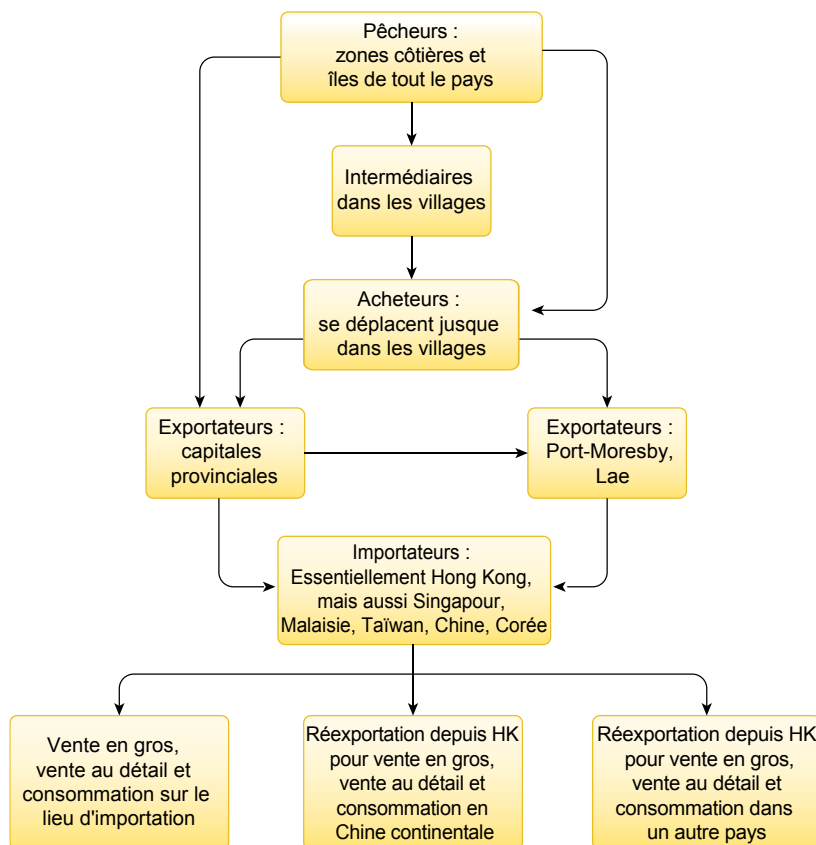 Pêcheurs :
zones côtières et
îles de tout le pays
Intermédiaires
dans les villages
Acheteurs :
se déplacent jusque
dans les villages
Exportateurs :
capitales
provinciales
Exportateurs :
Port-Moresby,
Lae
Importateurs :
Essentiellement Hong Kong,
mais aussi Singapour,
Malaisie, Taïwan, Chine, Corée
Vente en gros,
vente au détail et
consommation sur le
lieu d'importation
Réexportation depuis HK
pour vente en gros,
vente au détail et
consommation en
Chine continentale
Réexportation depuis HK
pour vente en gros,
vente au détail et
consommation dans
un autre pays